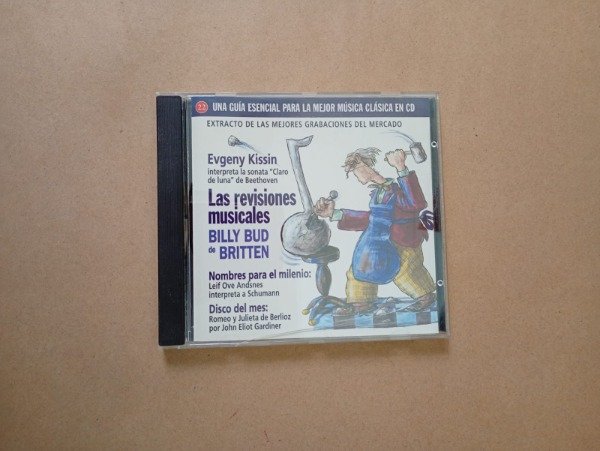 22 UNA GUÍA ESENCIAL PARA LA MEJOR MÚSICA CLÁSICA EN CD
EXTRACTO DE LAS MEJORES GRABACIONES DEL MERCADO
Evgeny Kissin
interpreta la sonata "Claro
de luna" de Beethoven
Las revisiones
musicales
BILLY BUD
de BRITTEN
Nombres para el milenio:
Leif Ove Andsnes
interpreta a Schumann
Disco del mes:
Romeo y Julieta de Berlioz
por John Eliot Gardiner